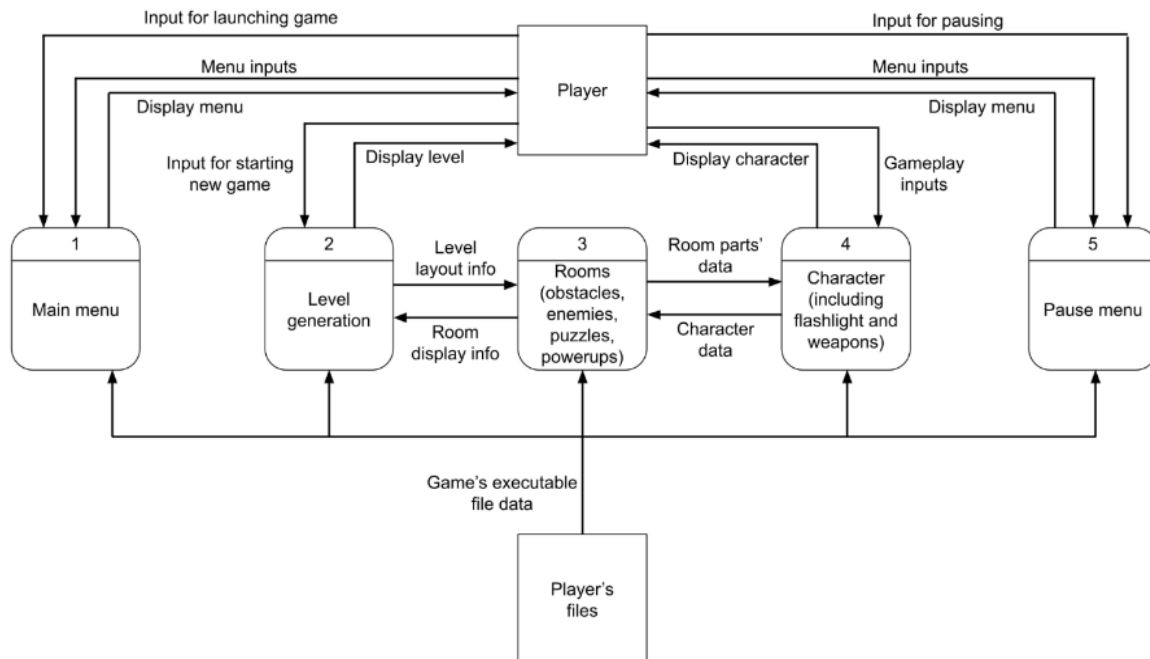 Input for launching game
Input for pausing
Menu inputs
Player
Menu inputs
Display menu
Display menu
Input for starting
new game
Display level
Display character
Gameplay
inputs
1
Main menu
2
Level
generation
Level
layout info
Room
display info
3
Rooms
(obstacles,
enemies,
puzzles,
powerups)
Room parts'
data
Character
data
4
Character
(including
flashlight and
weapons)
5
Pause menu
Game's executable
file data
Player's
files